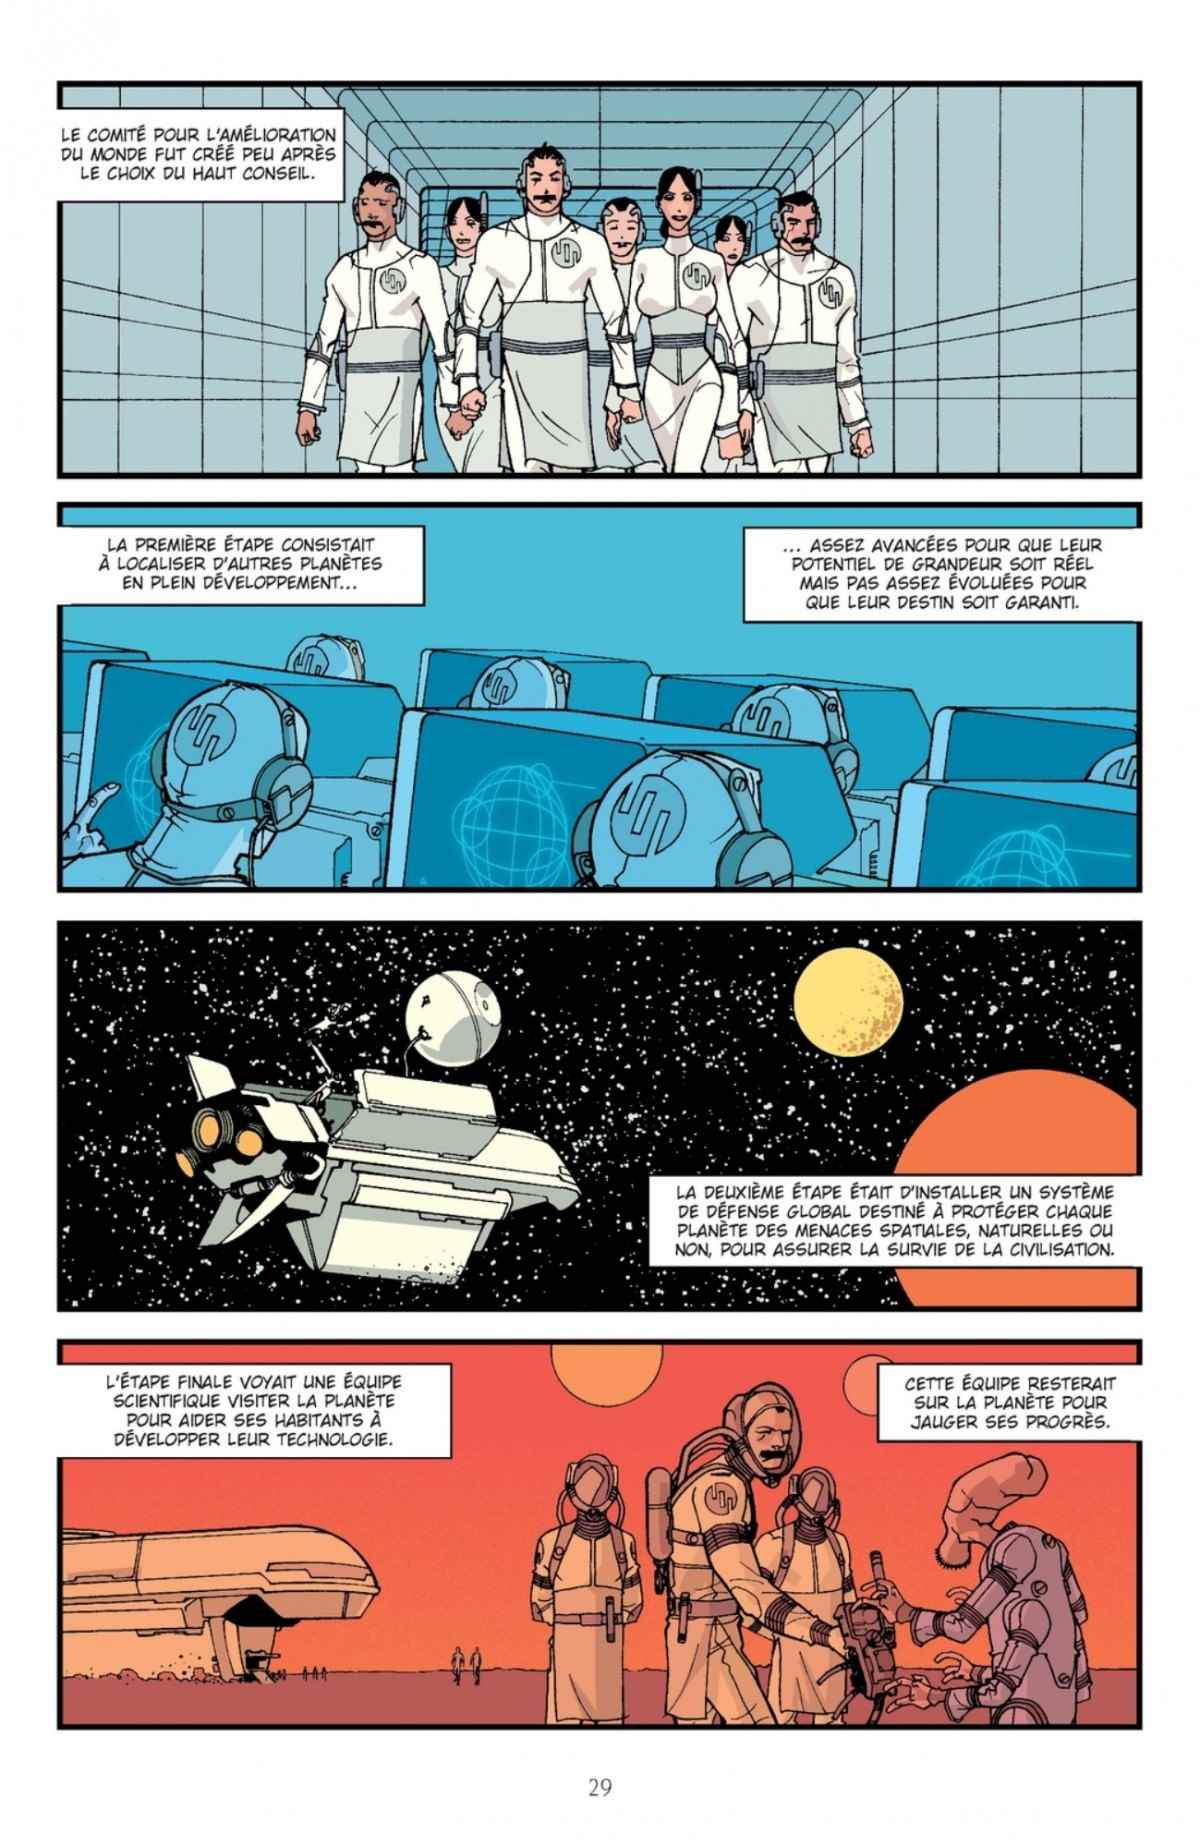 LE COMITÉ POUR L'AMÉLIORATION
DU MONDE FUT CRÉÉ PEU APRÈS
LE CHOIX DU HAUT CONSEIL.
LA PREMIÈRE ÉTAPE CONSISTAIT
À LOCALISER D'AUTRES PLANÈTES
EN PLEIN DÉVELOPPEMENT...
... ASSEZ AVANCÉES POUR QUE LEUR
POTENTIEL DE GRANDEUR SOIT RÉEL
MAIS PAS ASSEZ ÉVOLUÉES POUR
QUE LEUR DESTIN SOIT GARANTI.
LA DEUXIÈME ÉTAPE ÉTAIT D'INSTALLER UN SYSTÈME
DE DÉFENSE GLOBAL DESTINÉ À PROTÉGER CHAQUE
PLANÈTE DES MENACES SPATIALES, NATURELLES OU
NON, POUR ASSURER LA SURVIE DE LA CIVILISATION.
L'ÉTAPE FINALE VOYAIT UNE ÉQUIPE
SCIENTIFIQUE VISITER LA PLANÈTE
POUR AIDER SES HABITANTS À
DÉVELOPPER LEUR TECHNOLOGIE.
CETTE ÉQUIPE RESTERAIT
SUR LA PLANÈTE POUR
JAUGER SES PROGRÈS.
29